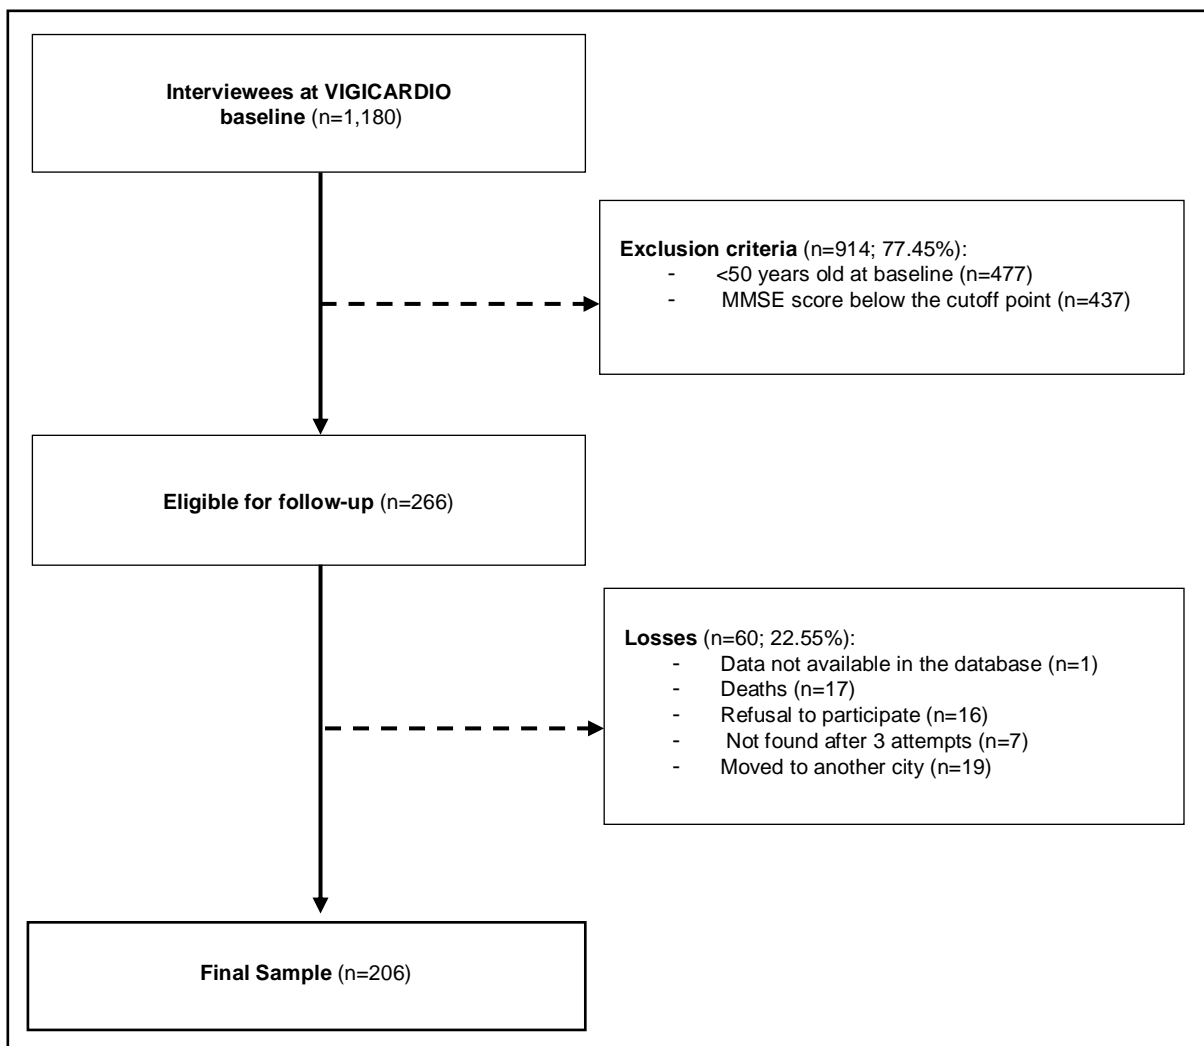 Interviewees at VIGICARDIO
baseline (n=1,180)
Exclusion criteria (n=914; 77.45%):
- <50 years old at baseline (n=477)
- MMSE score below the cutoff point (n=437)
Eligible for follow-up (n=266)
Losses (n=60; 22.55%):
- Data not available in the database (n=1)
- Deaths (n=17)
- Refusal to participate (n=16)
- Not found after 3 attempts (n=7)
- Moved to another city (n=19)
Final Sample (n=206)